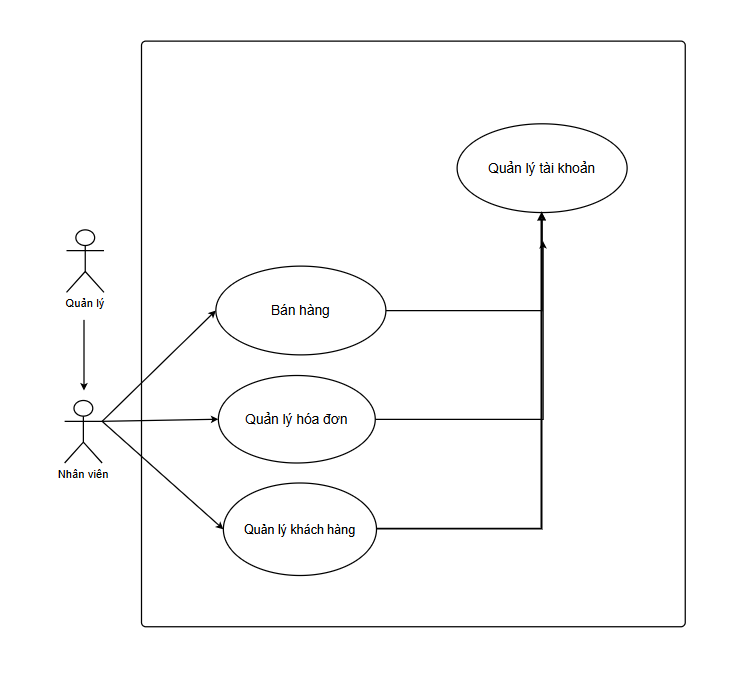 Quản lý tài khoản
Quản lý
Bán hàng
Quản lý hóa đơn
Nhân viên
Quản lý khách hàng